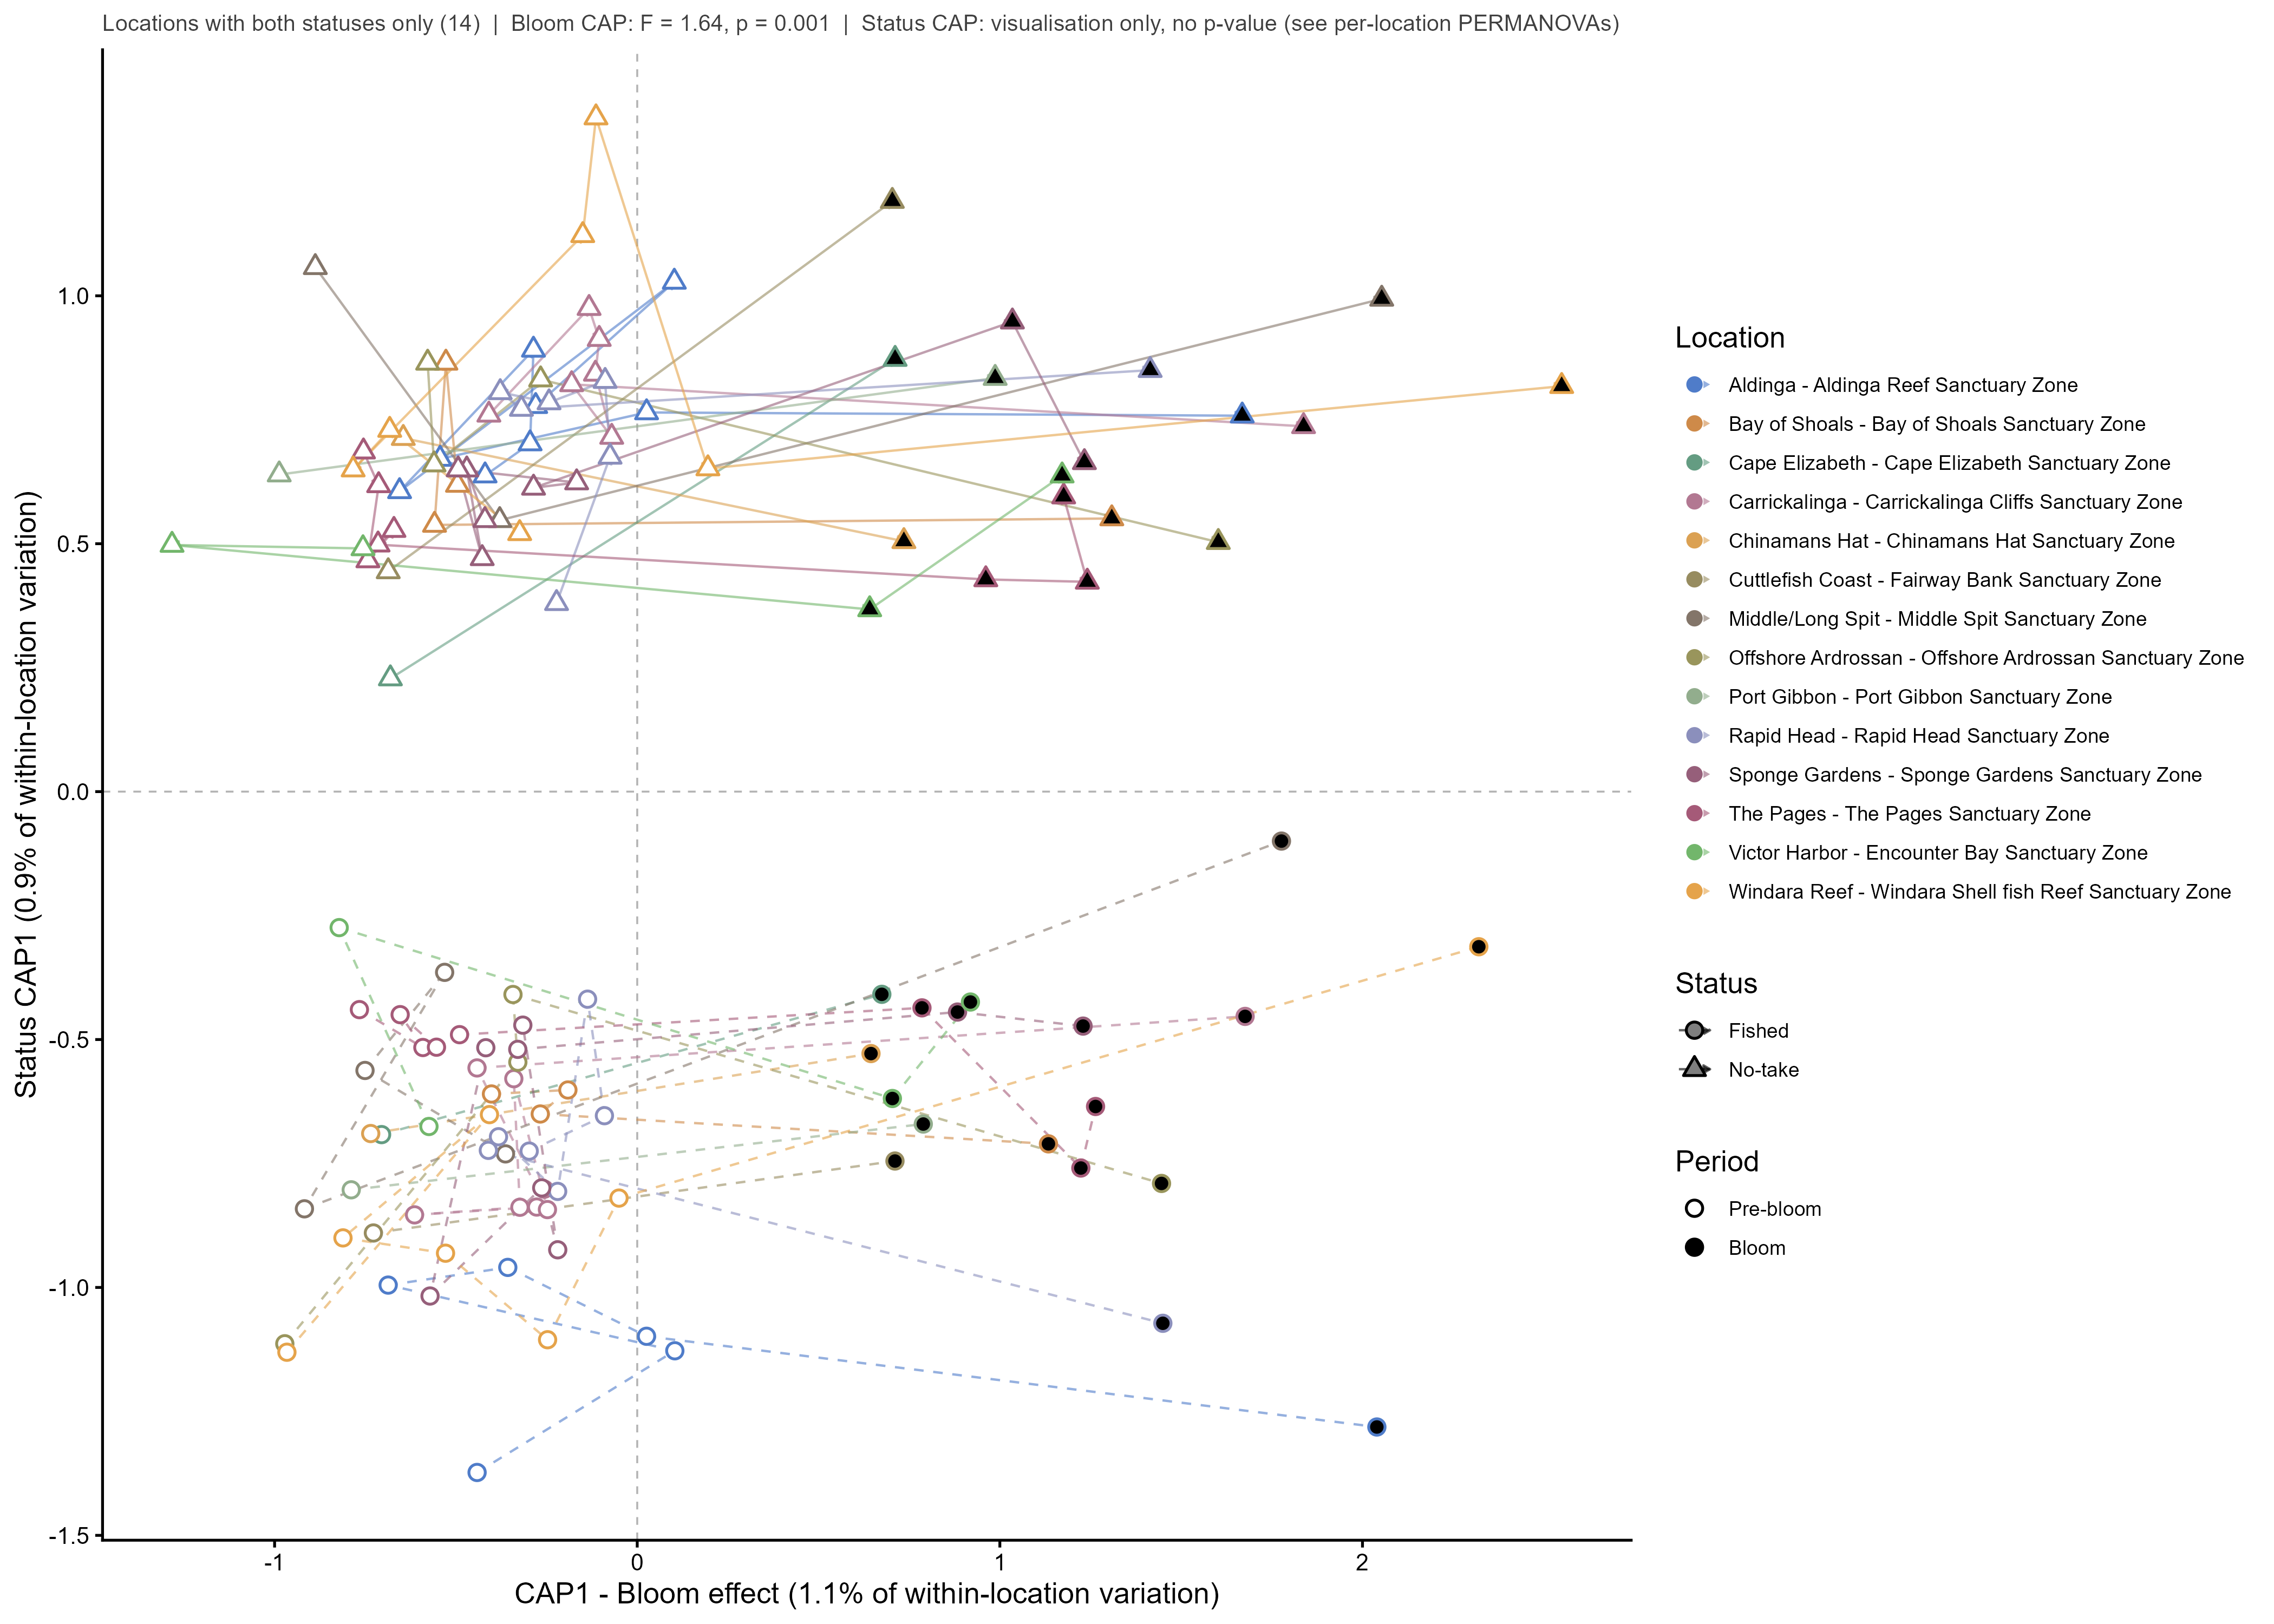 Locations with both statuses only (14)  |  Bloom CAP: F = 1.64, p = 0.001  |  Status CAP: visualisation only, no p-value (see per-location PERMANOVAs)
Status CAP1 (0.9% of within-location variation)
1.0
0.5
0.0
-0.5
-1.0
-1.5
-1
0
1
2
CAP1 - Bloom effect (1.1% of within-location variation)
Location
Aldinga - Aldinga Reef Sanctuary Zone
Bay of Shoals - Bay of Shoals Sanctuary Zone
Cape Elizabeth - Cape Elizabeth Sanctuary Zone
Carrickalinga - Carrickalinga Cliffs Sanctuary Zone
Chinamans Hat - Chinamans Hat Sanctuary Zone
Cuttlefish Coast - Fairway Bank Sanctuary Zone
Middle/Long Spit - Middle Spit Sanctuary Zone
Offshore Ardrossan - Offshore Ardrossan Sanctuary Zone
Port Gibbon - Port Gibbon Sanctuary Zone
Rapid Head - Rapid Head Sanctuary Zone
Sponge Gardens - Sponge Gardens Sanctuary Zone
The Pages - The Pages Sanctuary Zone
Victor Harbor - Encounter Bay Sanctuary Zone
Windara Reef - Windara Shell fish Reef Sanctuary Zone
Status
Fished
No-take
Period
Pre-bloom
Bloom